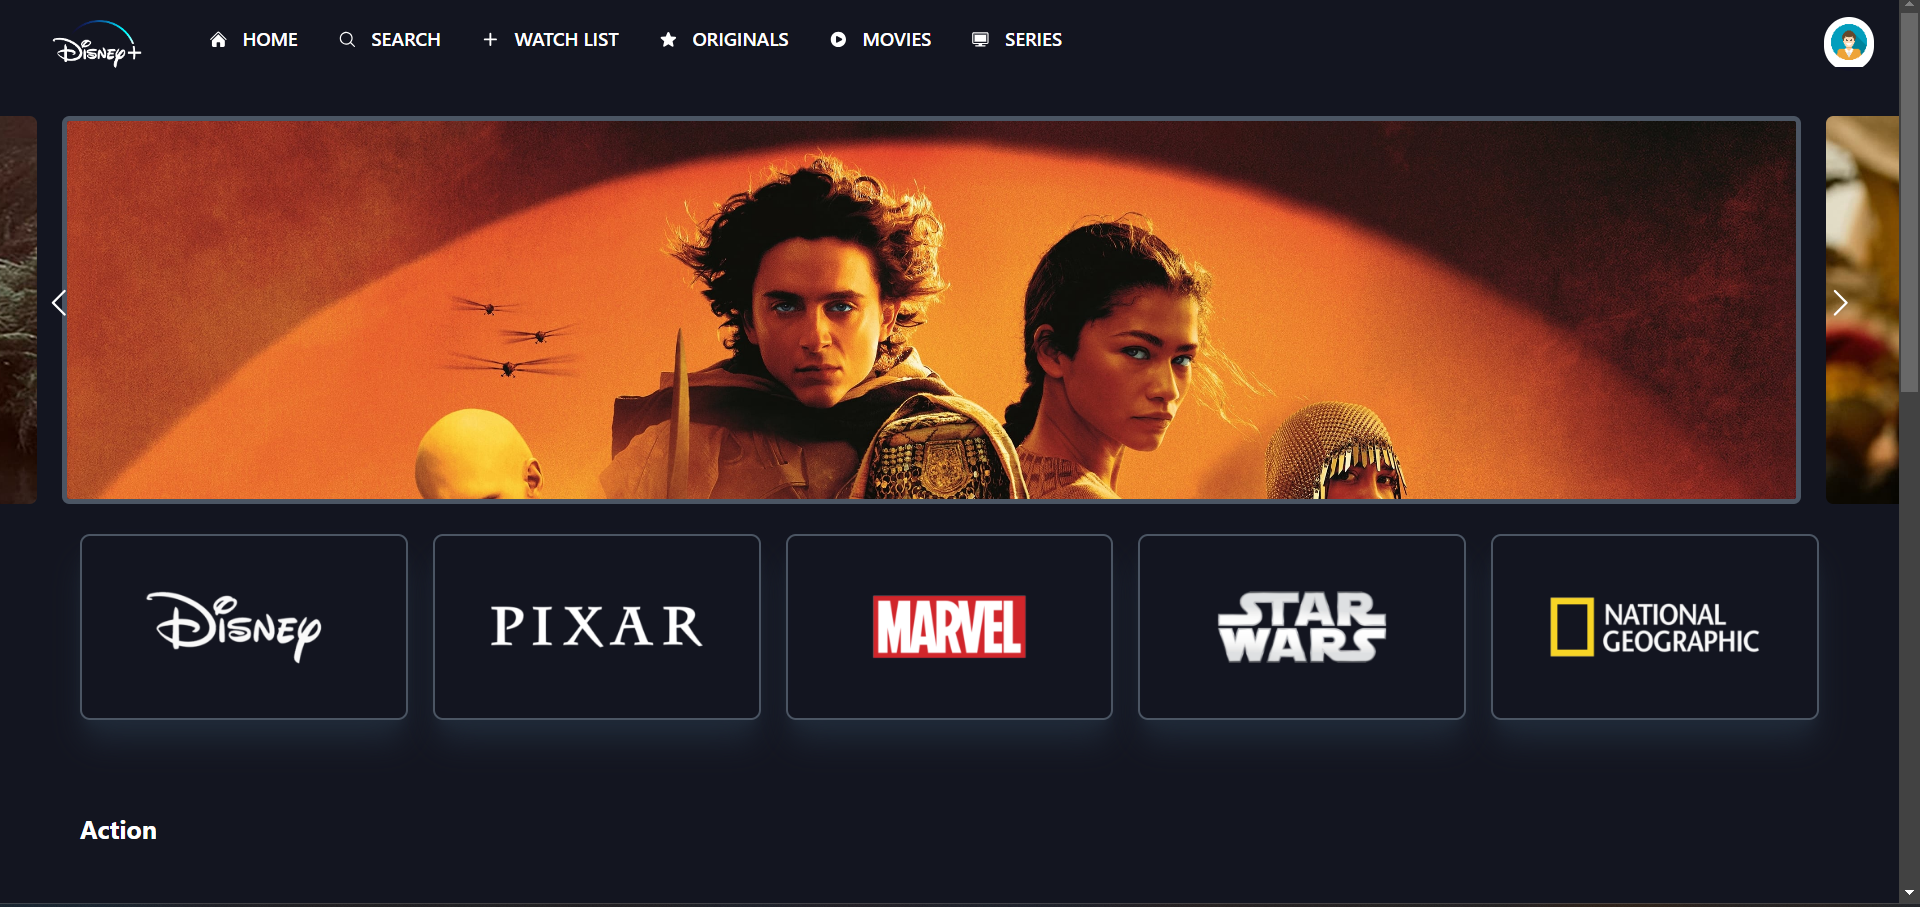 Disney+
HOME
SEARCH
WATCH LIST
ORIGINALS
MOVIES
SERIES
Disney
PIXAR
MARVEL
STAR
WARS
NATIONAL
GEOGRAPHIC
Action